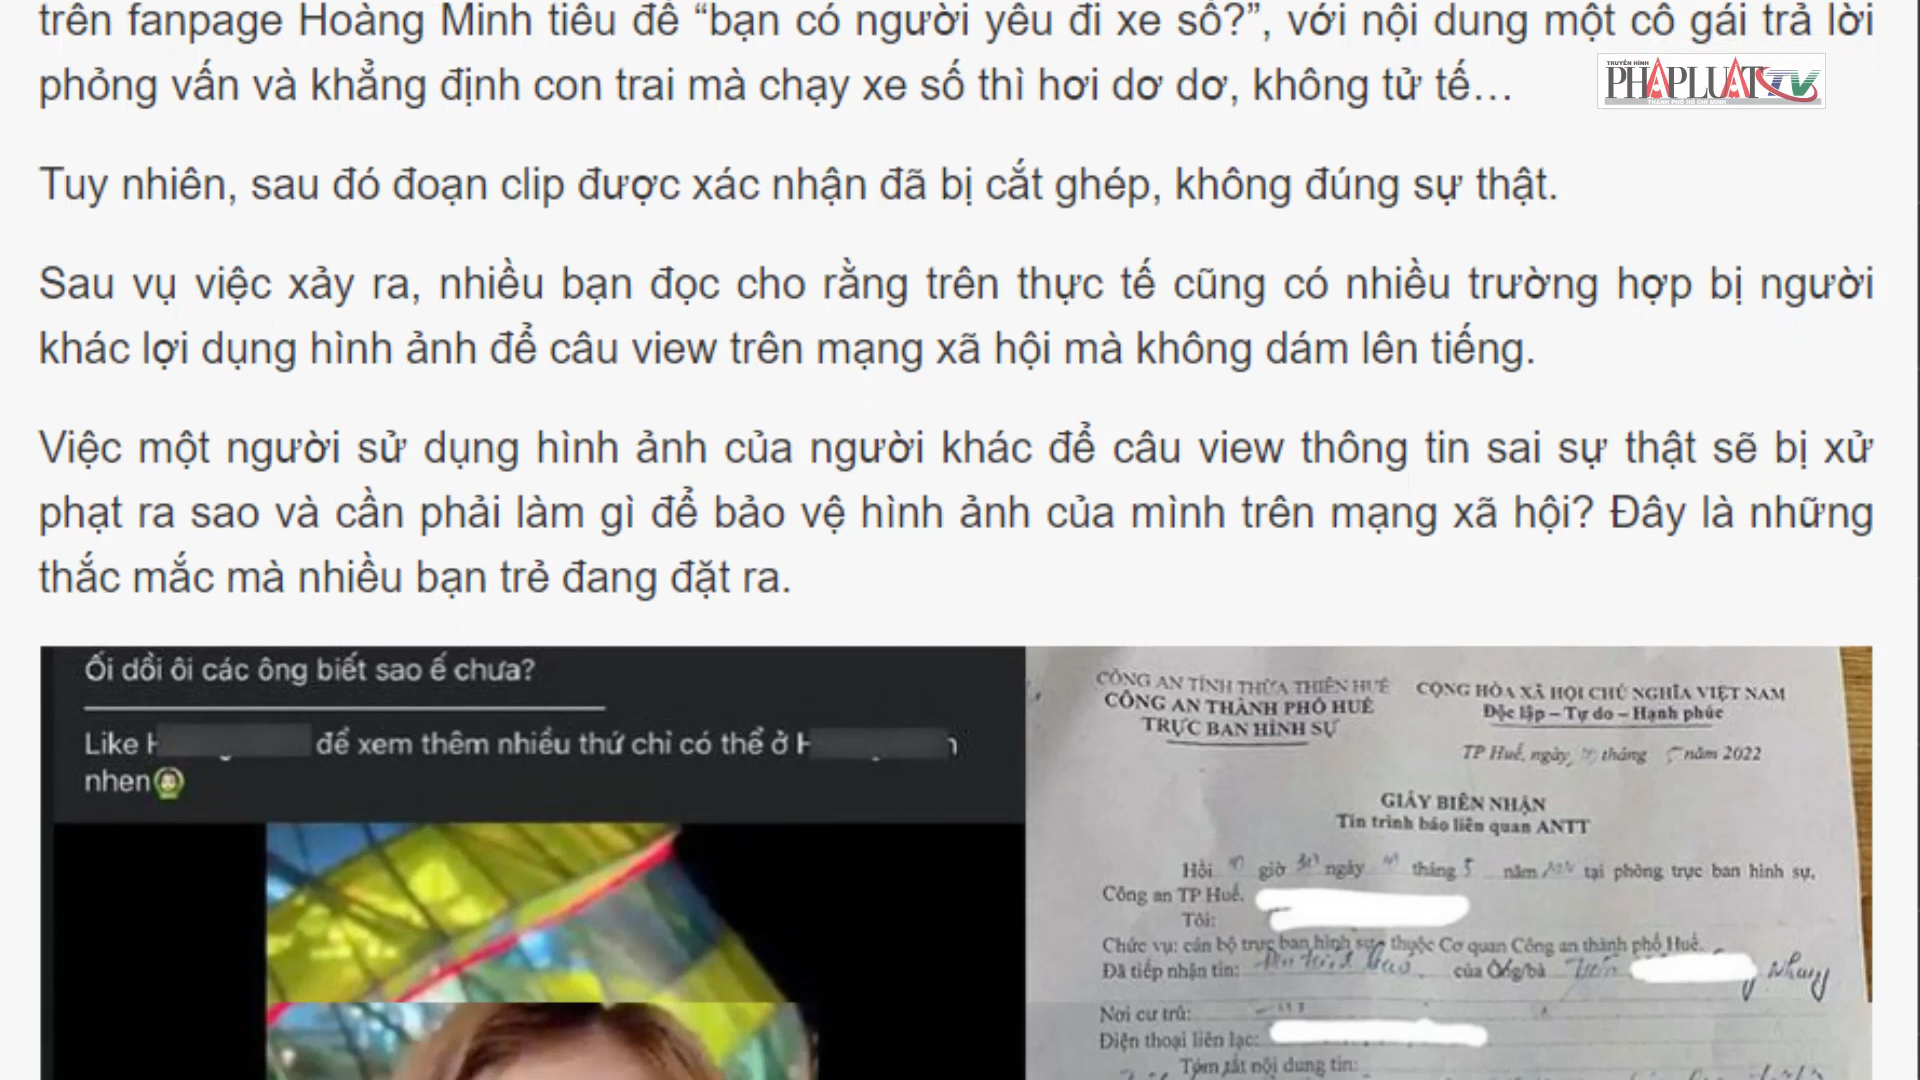 trên fanpage Hoàng Minh tiêu đề “bạn có người yêu đi xe số?”, với nội dung một cô gái trả lời
phỏng vấn và khẳng định con trai mà chạy xe số thì hơi dơ dơ, không tử tế…
TRUYỀN HÌNH
PHÁPLUẬTTV
THÀNH PHỐ HỒ CHÍ MINH
Tuy nhiên, sau đó đoạn clip được xác nhận đã bị cắt ghép, không đúng sự thật.
Sau vụ việc xảy ra, nhiều bạn đọc cho rằng trên thực tế cũng có nhiều trường hợp bị người
khác lợi dụng hình ảnh để câu view trên mạng xã hội mà không dám lên tiếng.
Việc một người sử dụng hình ảnh của người khác để câu view thông tin sai sự thật sẽ bị xử
phạt ra sao và cần phải làm gì để bảo vệ hình ảnh của mình trên mạng xã hội? Đây là những
thắc mắc mà nhiều bạn trẻ đang đặt ra.
Ối dồi ôi các ông biết sao ế chưa?
Like H để xem thêm nhiều thứ chỉ có thể ở H n
nhen
CÔNG AN TỈNH THỪA THIÊN HUẾ
CÔNG AN THÀNH PHỐ HUẾ
TRỰC BAN HÌNH SỰ
CỘNG HÒA XÃ HỘI CHỦ NGHĨA VIỆT NAM
Độc lập – Tự do – Hạnh phúc
TP Huế, ngày tháng 5 năm 2022
GIẤY BIÊN NHẬN
Tin trình báo liên quan ANTT
Hồi giờ 30 ngày tháng 5 năm tại phòng trực ban hình sự,
Công an TP Huế.
Tôi:
Chức vụ: cán bộ trực ban hình sự thuộc Cơ quan Công an thành phố Huế.
Đã tiếp nhận tin: của Ông/bà Nhung
Nơi cư trú:
Điện thoại liên lạc:
Tóm tắt nội dung tin: